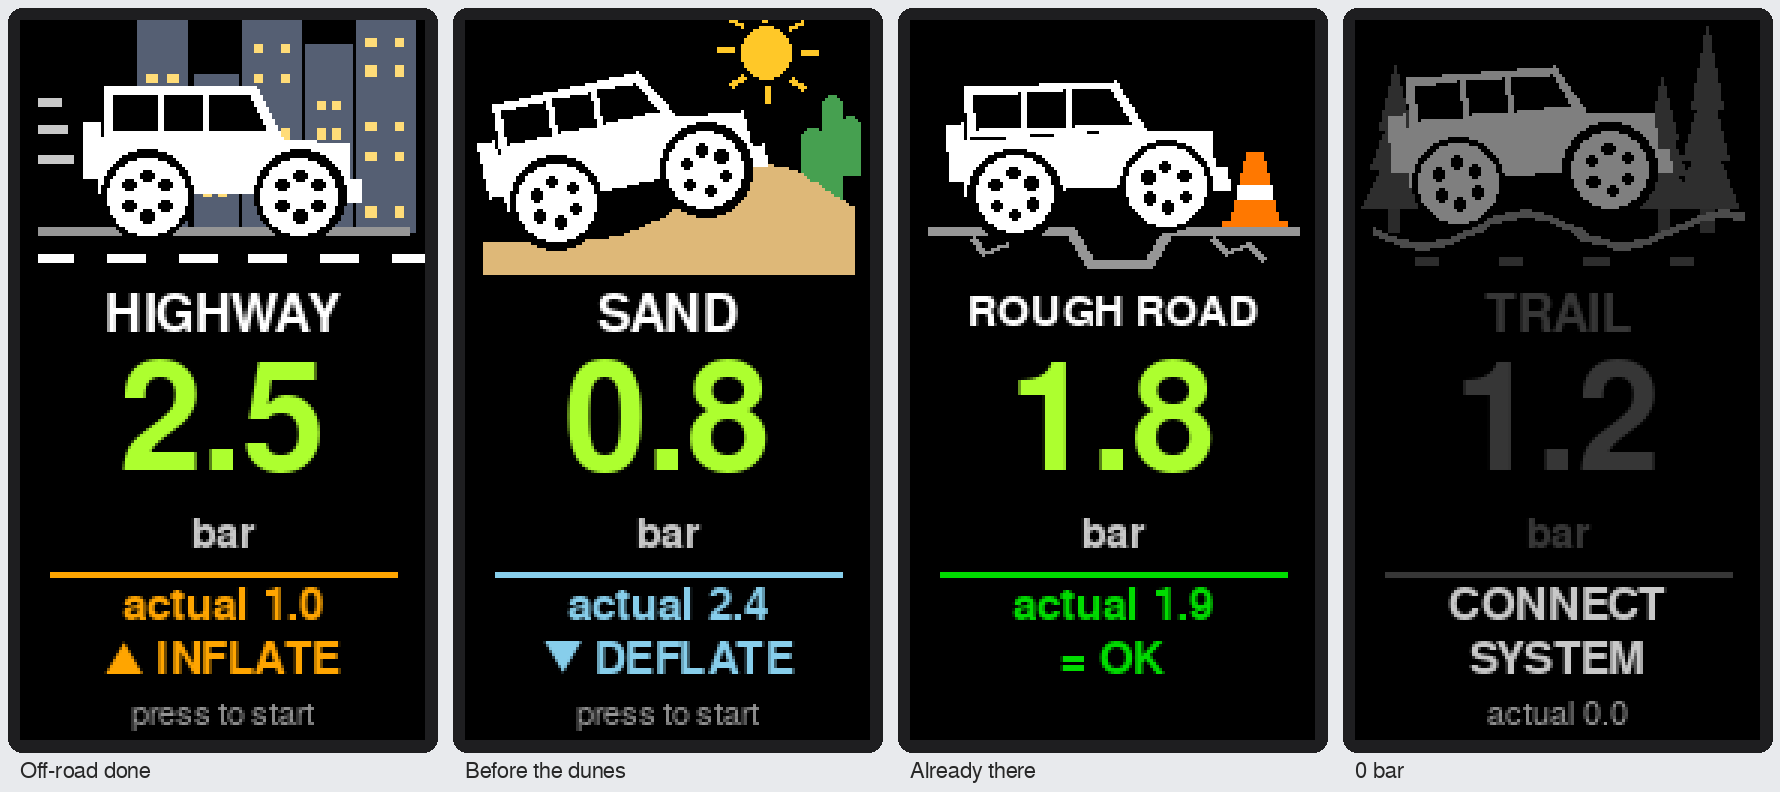 HIGHWAY
2.5
bar
actual 1.0
▲ INFLATE
press to start
Off-road done
SAND
0.8
bar
actual 2.4
▼ DEFLATE
press to start
Before the dunes
ROUGH ROAD
1.8
bar
actual 1.9
= OK
Already there
TRAIL
1.2
bar
CONNECT
SYSTEM
actual 0.0
0 bar